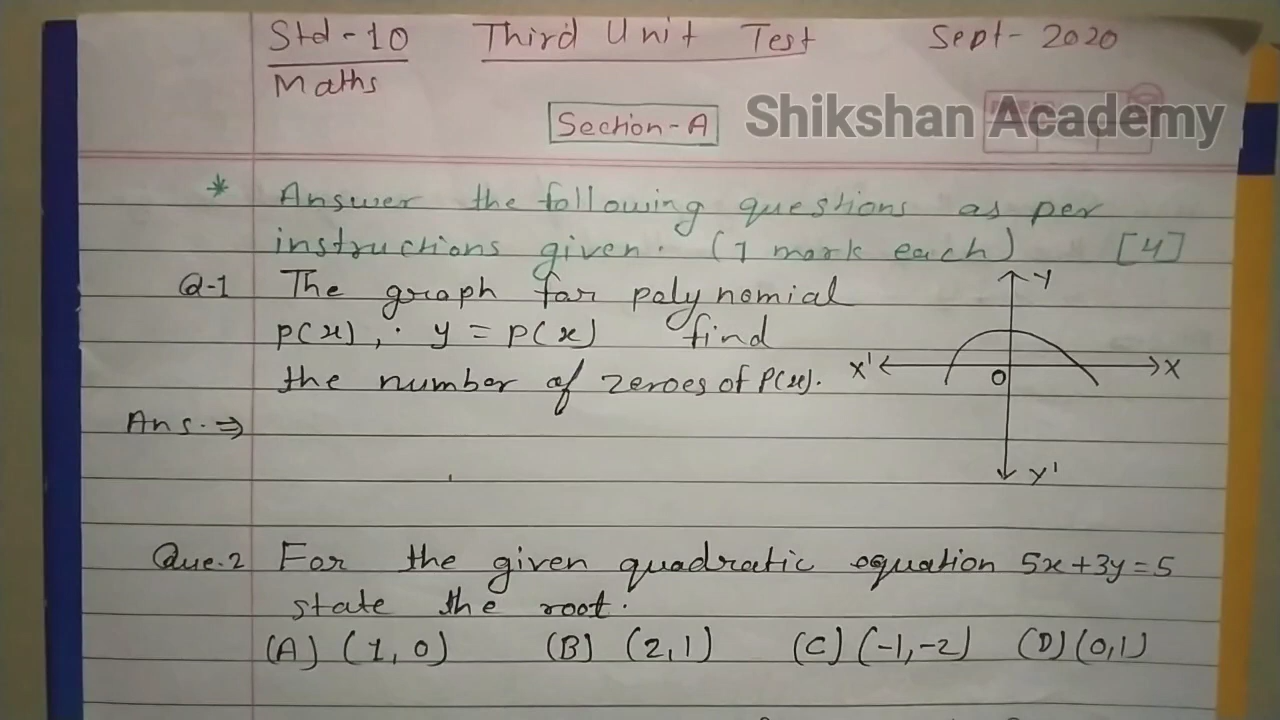 Std-10 Third Unit Test Sept-2020
Maths
Section-A Shikshan Academy
* Answer the following questions as per
instructions given. (1 mark each) [4]
Q-1 The graph for polynomial
p(x), . y = p(x) find
the number of zeroes of P(x).
Y
X' O X
Y'
Ans. ⇒
Que.2 For the given quadratic equation 5x+3y=5
state the root.
(A) (1,0) (B) (2,1) (C) (-1,-2) (D) (0,1)